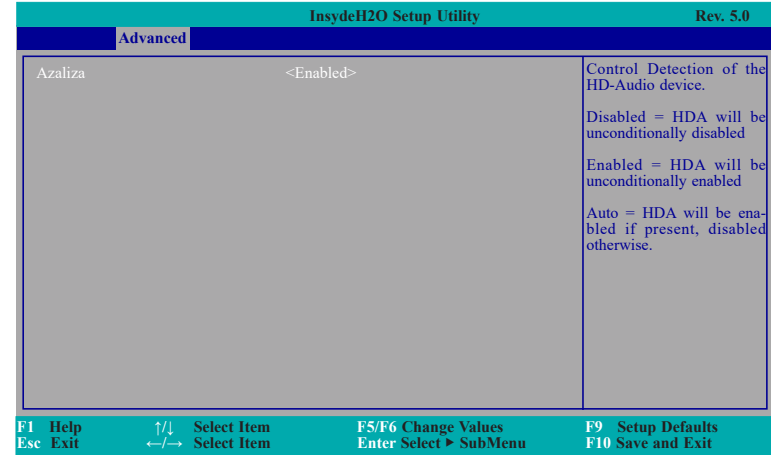 InsydeH2O Setup Utility Rev. 5.0
Advanced
Azaliza <Enabled>
Control Detection of the
HD-Audio device.
Disabled = HDA will be
unconditionally disabled
Enabled = HDA will be
unconditionally enabled
Auto = HDA will be ena-
bled if present, disabled
otherwise.
F1 Help ↑/↓ Select Item F5/F6 Change Values F9 Setup Defaults
Esc Exit ←/→ Select Item Enter Select ▶ SubMenu F10 Save and Exit